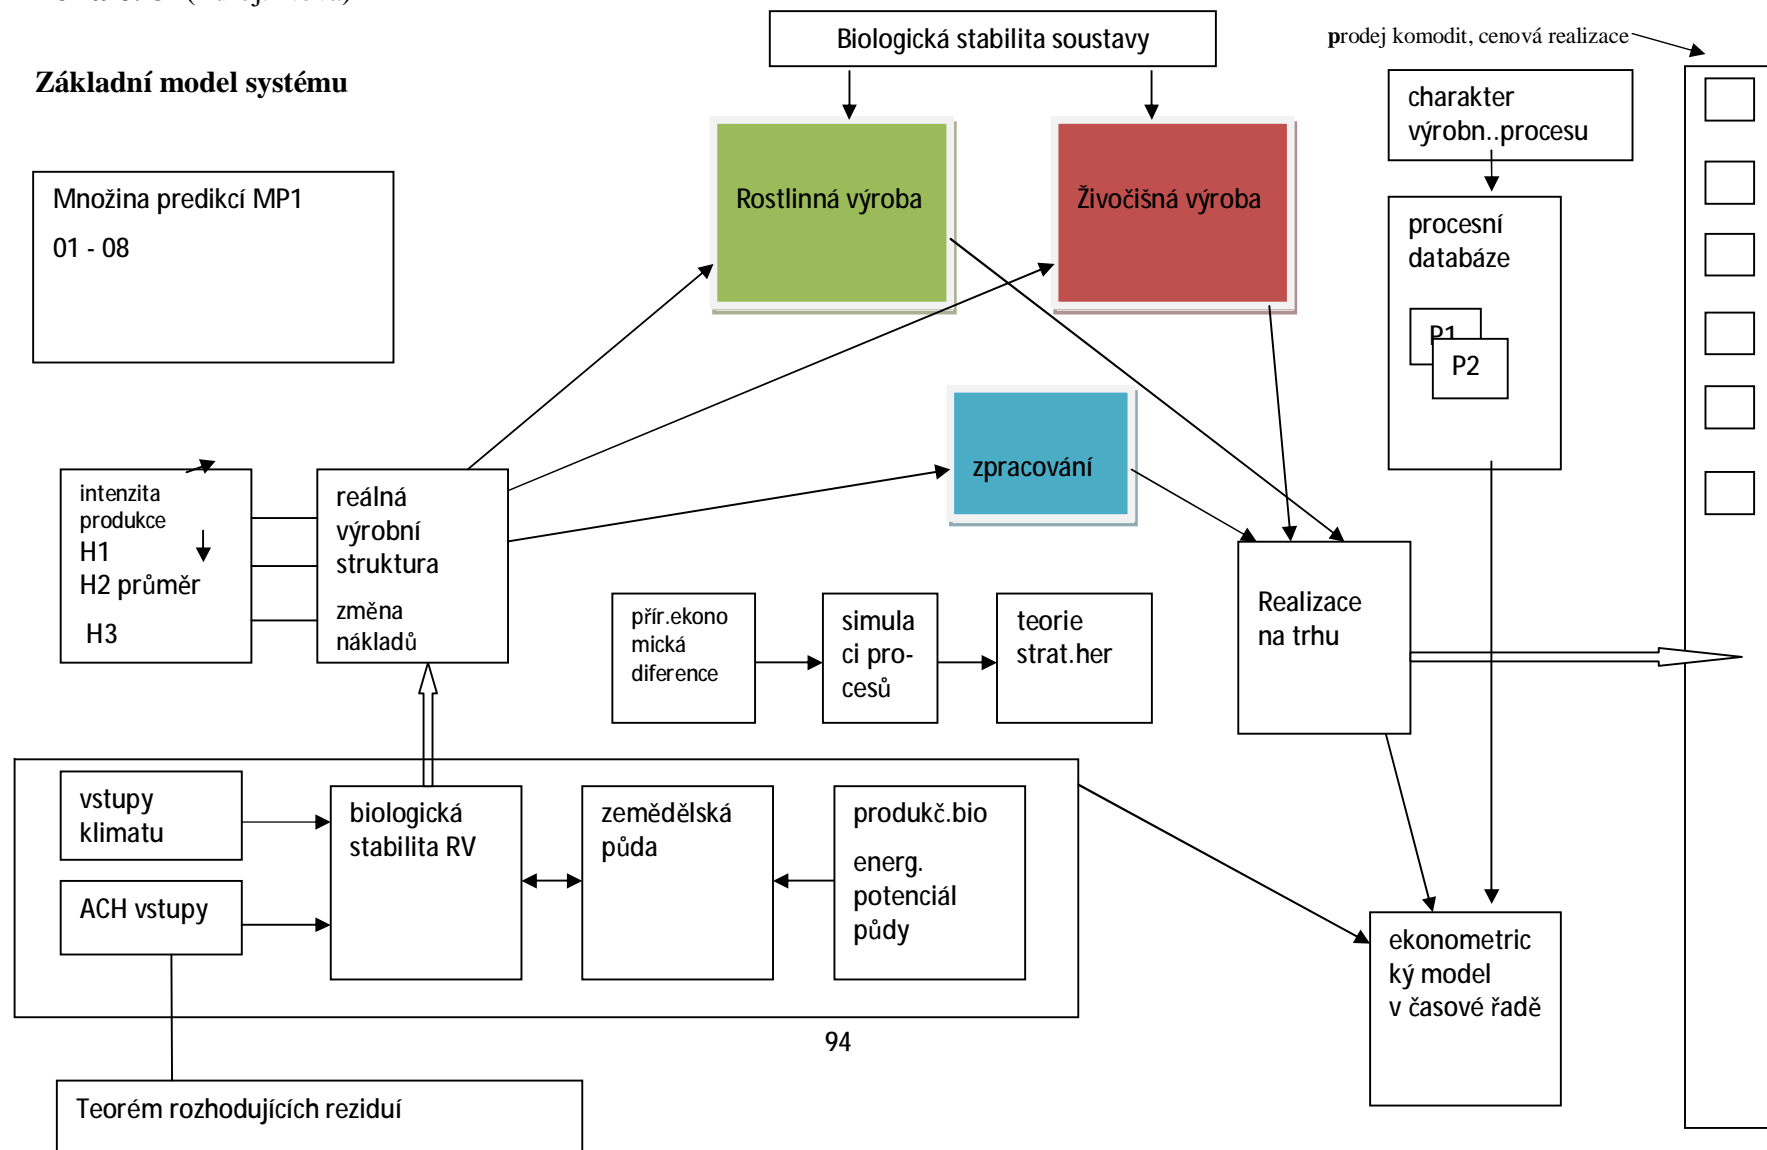 Biologická stabilita soustavy
prodej komodit, cenová realizace
Základní model systému
charakter
výrobn..procesu
Množina predikcí MP1
01 - 08
Rostlinná výroba
Živočišná výroba
procesní
databáze
P1
P2
zpracování
intenzita
produkce
H1
H2 průměr
H3
reálná
výrobní
struktura
změna
nákladů
přír.ekono
mická
diference
simula
ci pro-
cesů
teorie
strat.her
Realizace
na trhu
vstupy
klimatu
ACH vstupy
biologická
stabilita RV
zemědělská
půda
produkč.bio
energ.
potenciál
půdy
ekonometric
ký model
v časové řadě
94
Teorém rozhodujících reziduí